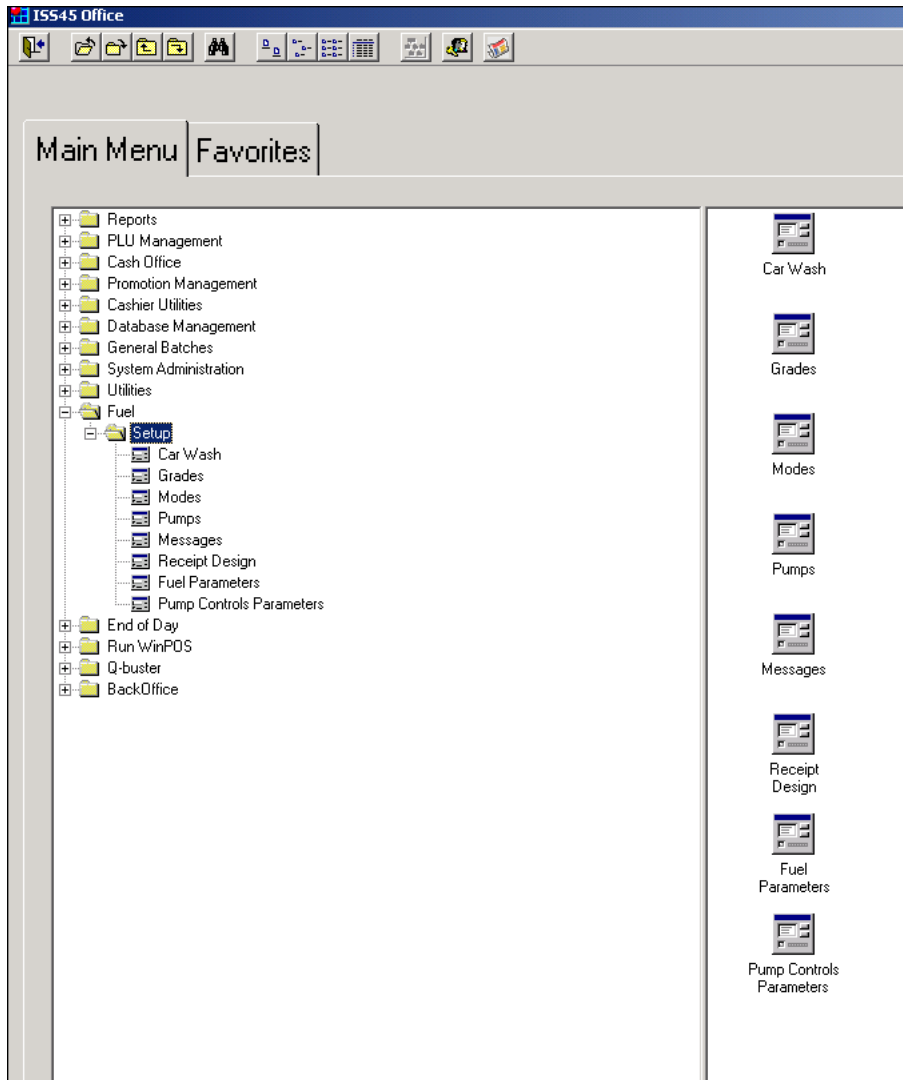 ISS45 Office
Main Menu
Favorites
Reports
PLU Management
Cash Office
Promotion Management
Cashier Utilities
Database Management
General Batches
System Administration
Utilities
Fuel
Setup
Car Wash
Grades
Modes
Pumps
Messages
Receipt Design
Fuel Parameters
Pump Controls Parameters
End of Day
Run WinPOS
Q-buster
BackOffice
Car Wash
Grades
Modes
Pumps
Messages
Receipt
Design
Fuel
Parameters
Pump Controls
Parameters